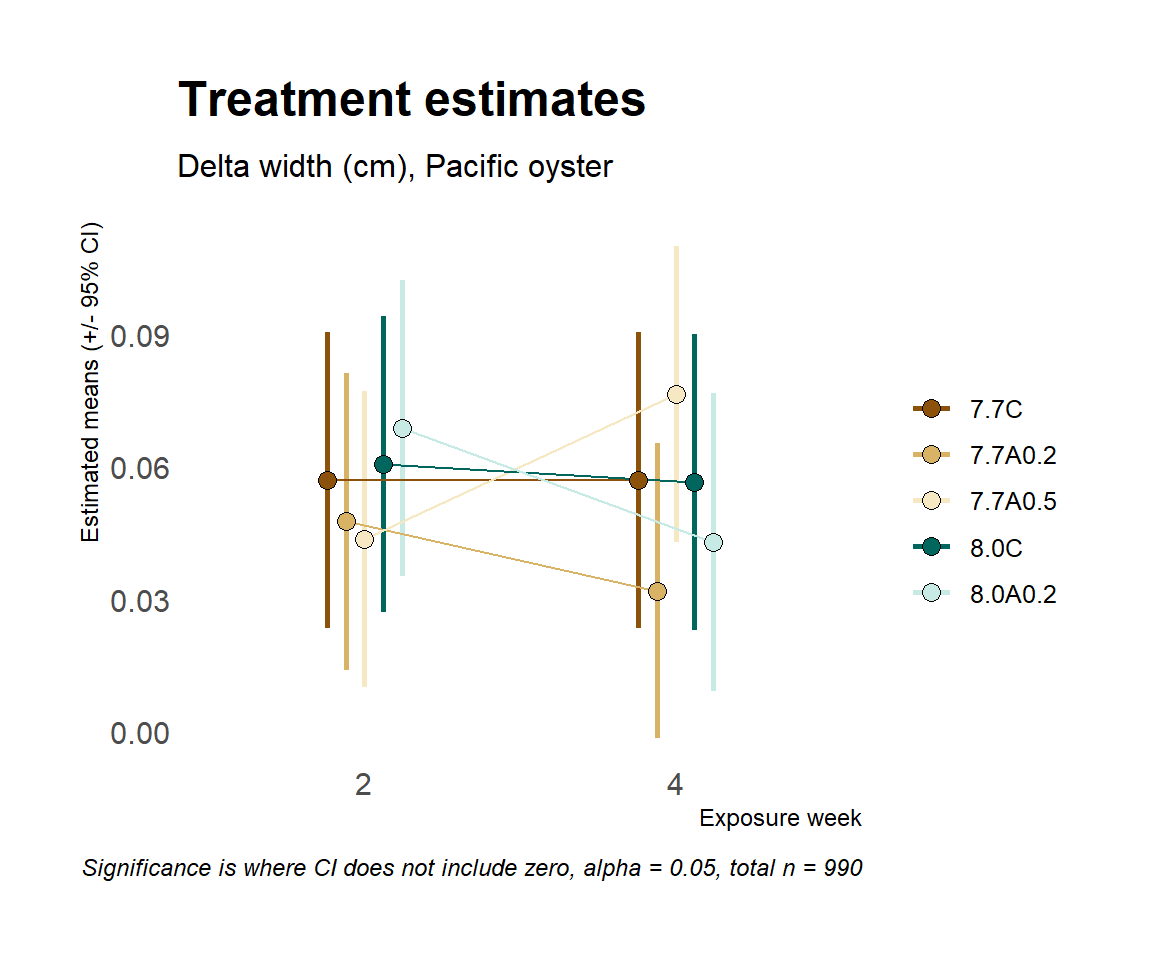 Treatment estimates
Delta width (cm), Pacific oyster
Estimated means (+/- 95% CI)
0.09
0.06
0.03
0.00
2
4
Exposure week
7.7C
7.7A0.2
7.7A0.5
8.0C
8.0A0.2
Significance is where CI does not include zero, alpha = 0.05, total n = 990